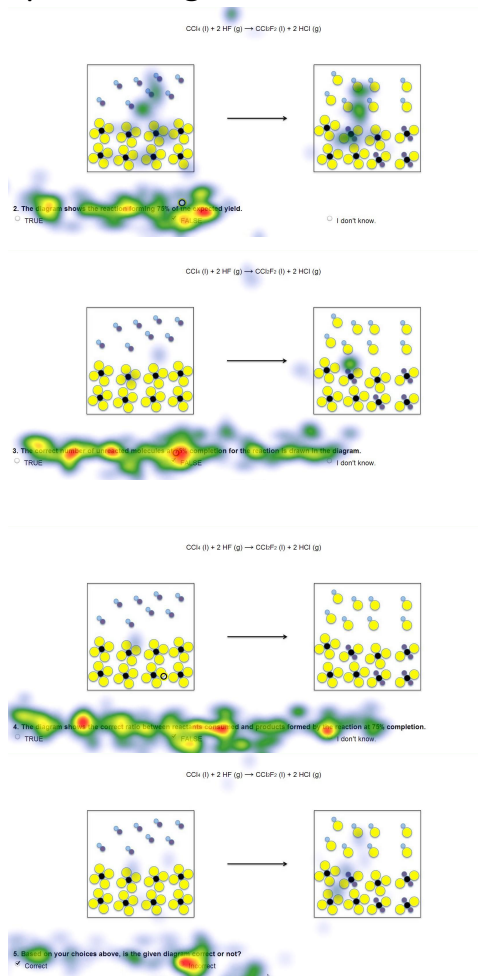 CCl₄ (l) + 2 HF (g) → CCl₂F₂ (l) + 2 HCl (g)
2. The diagram shows the reaction forming 75% of the expected yield.
TRUE FALSE I don't know.
CCl₄ (l) + 2 HF (g) → CCl₂F₂ (l) + 2 HCl (g)
3. The correct number of unreacted molecules at 75% completion for the reaction is drawn in the diagram.
TRUE FALSE I don't know.
CCl₄ (l) + 2 HF (g) → CCl₂F₂ (l) + 2 HCl (g)
4. The diagram shows the correct ratio between reactants consumed and products formed by the reaction at 75% completion.
TRUE FALSE I don't know.
CCl₄ (l) + 2 HF (g) → CCl₂F₂ (l) + 2 HCl (g)
5. Based on your choices above, is the given diagram correct or not?
Correct Incorrect